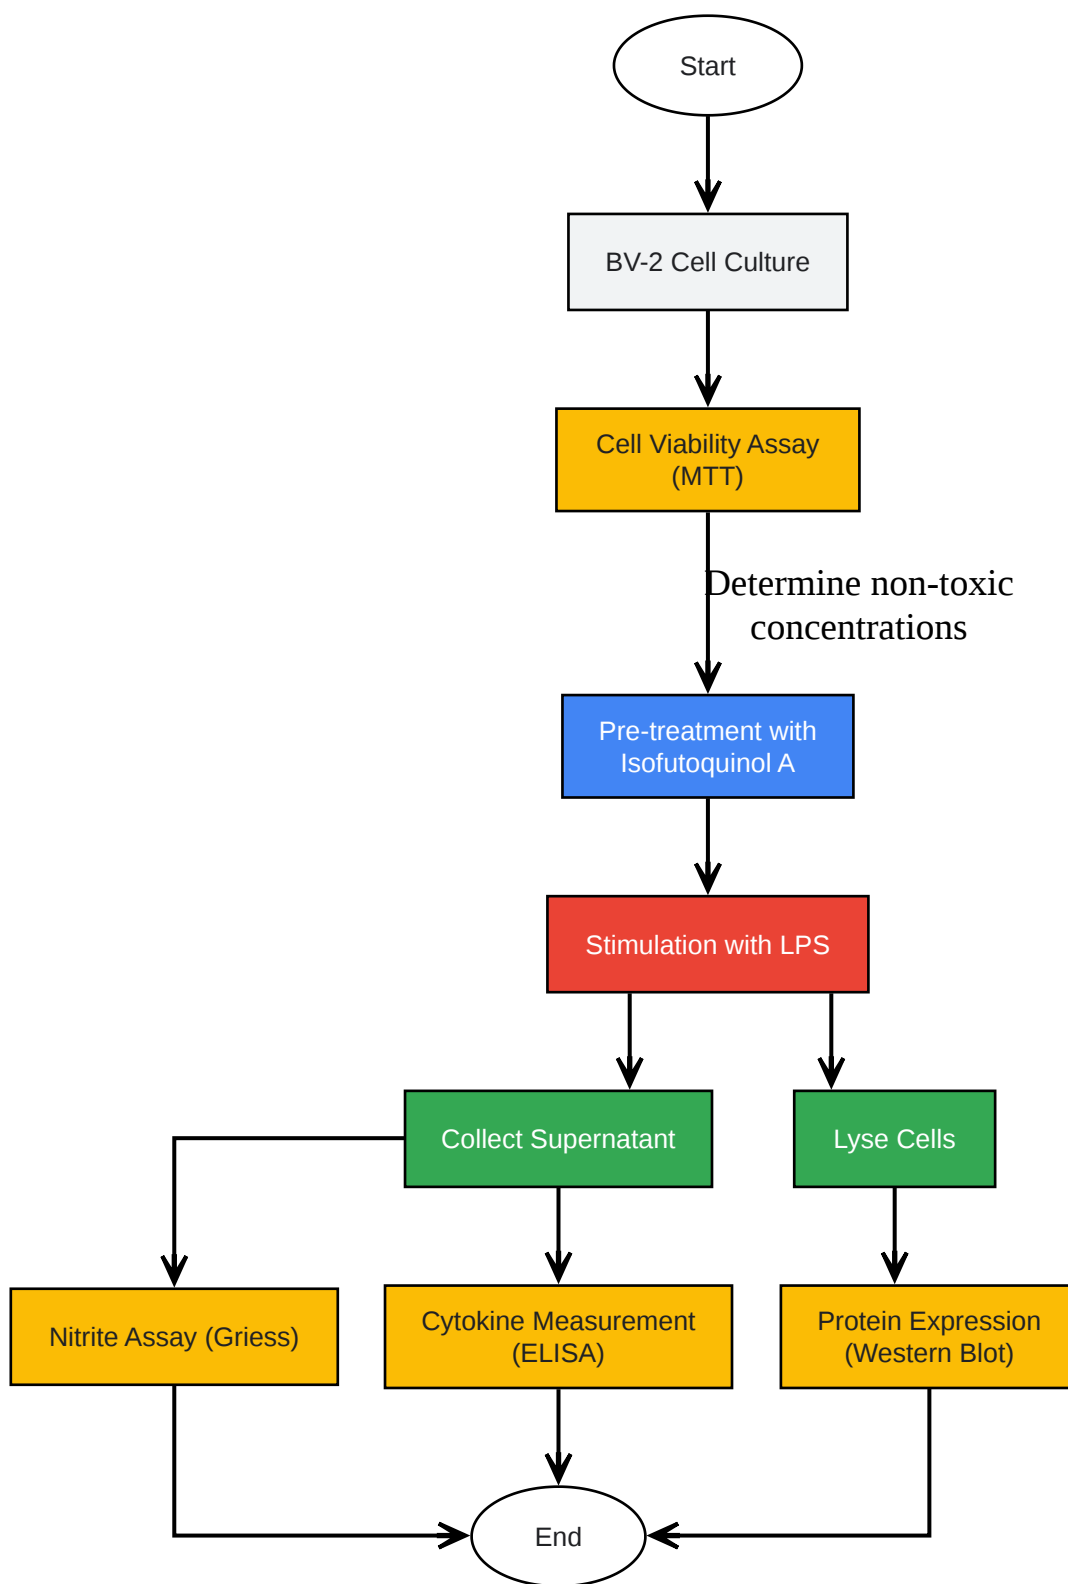 Start
BV-2 Cell Culture
Cell Viability Assay
(MTT)
Determine non-toxic
concentrations
Pre-treatment with
Isofutoquinol A
Stimulation with LPS
Collect Supernatant
Lyse Cells
Nitrite Assay (Griess)
Cytokine Measurement
(ELISA)
Protein Expression
(Western Blot)
End